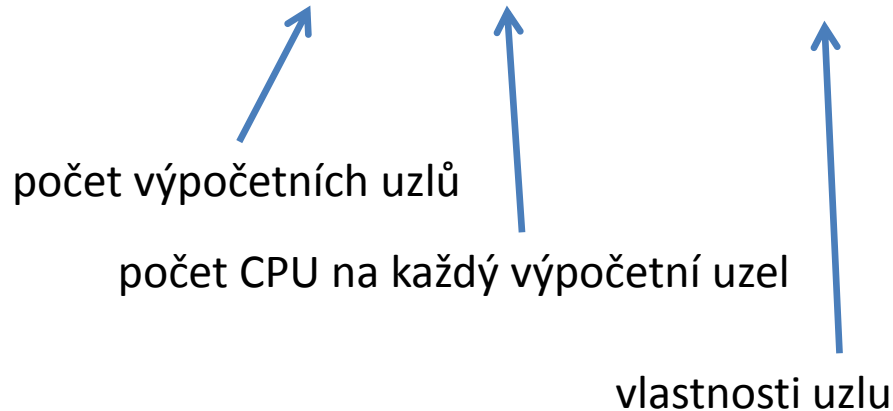 počet výpočetních uzlů
počet CPU na každý výpočetní uzel
vlastnosti uzlu